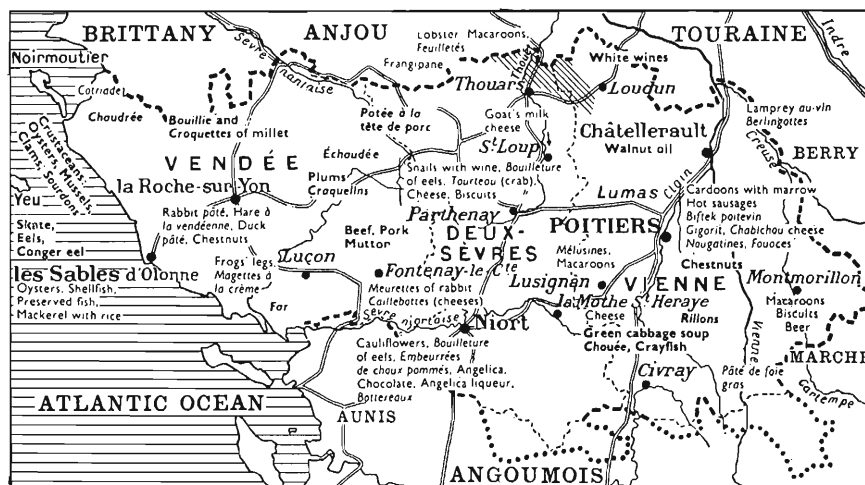 BRITTANY
ANJOU
TOURAINE
Indre
Lobster Macaroons,
Feuilletés
Frangipane
Sèvre
nantaise
Thouet
White wines
Noirmoutier
Cotriadet
Chaudrée
Bouillie and
Croquettes of millet
Potée à la
tête de porc
Thouars
Loudun
Goat's milk
cheese
St Loup
Châtellerault
Walnut oil
Lamprey au-vin
Berlingottes
Creuse
BERRY
Crustaceans,
Oysters, Mussels,
Clams, Sourdons
VENDÉE
la Roche-sur-Yon
Échaudée
Plums
Craquelins
Snails with wine, Bouilleture
of eels, Tourteau (crab),
Cheese, Biscuits
Lumas
Clain
Cardoons with marrow
Hot sausages
Biftek poitevin
Gigorit, Chabichou cheese
Nougatines, Fouaces
Yeu
Skate,
Eels,
Conger eel
Rabbit pâté, Hare à
la vendéenne, Duck
pâté, Chestnuts
Parthenay
DEUX-
SÈVRES
POITIERS
Beef, Pork
Mutton
Mélusines,
Macaroons
Chestnuts
les Sables d'Olonne
Oysters, Shellfish,
Preserved fish,
Mackerel with rice
Frogs' legs,
Magettes à
la crème
Luçon
Fontenay-le Cte
Lusignan
VIENNE
Montmorillon
Far
Meurettes of rabbit
Caillebottes (cheeses)
la Mothe St Heraye
Rillons
Macaroons
Biscuits
Beer
Sèvre niortaise
Niort
Cheese
Green cabbage soup
Chouée, Crayfish
Vienne
MARCHE
Cauliflowers, Bouilleture
of eels, Embeurrées
de choux pommés, Angelica,
Chocolate, Angelica liqueur,
Bottereaux
Civray
Pâte de foie
gras
Gartempe
ATLANTIC OCEAN
AUNIS
ANGOUMOIS